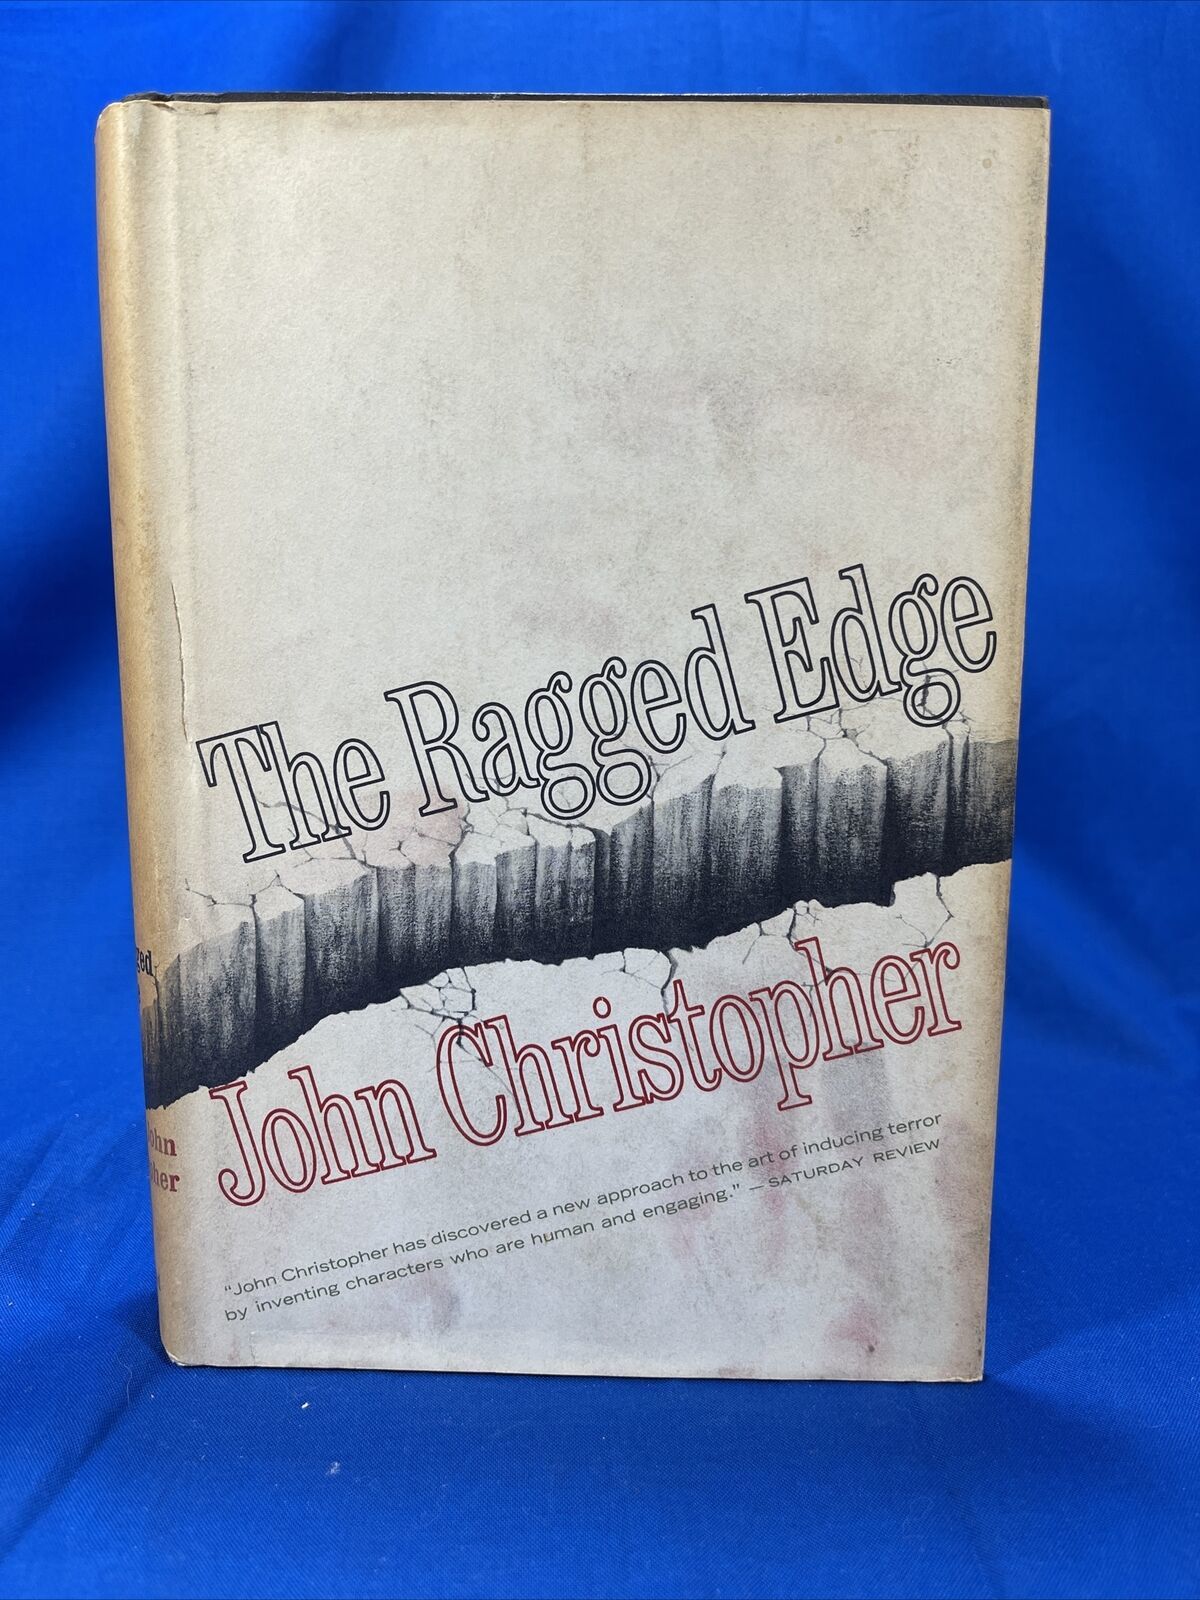 The Ragged Edge
John Christopher
“John Christopher has discovered a new approach to the art of inducing terror
by inventing characters who are human and engaging.” — SATURDAY REVIEW